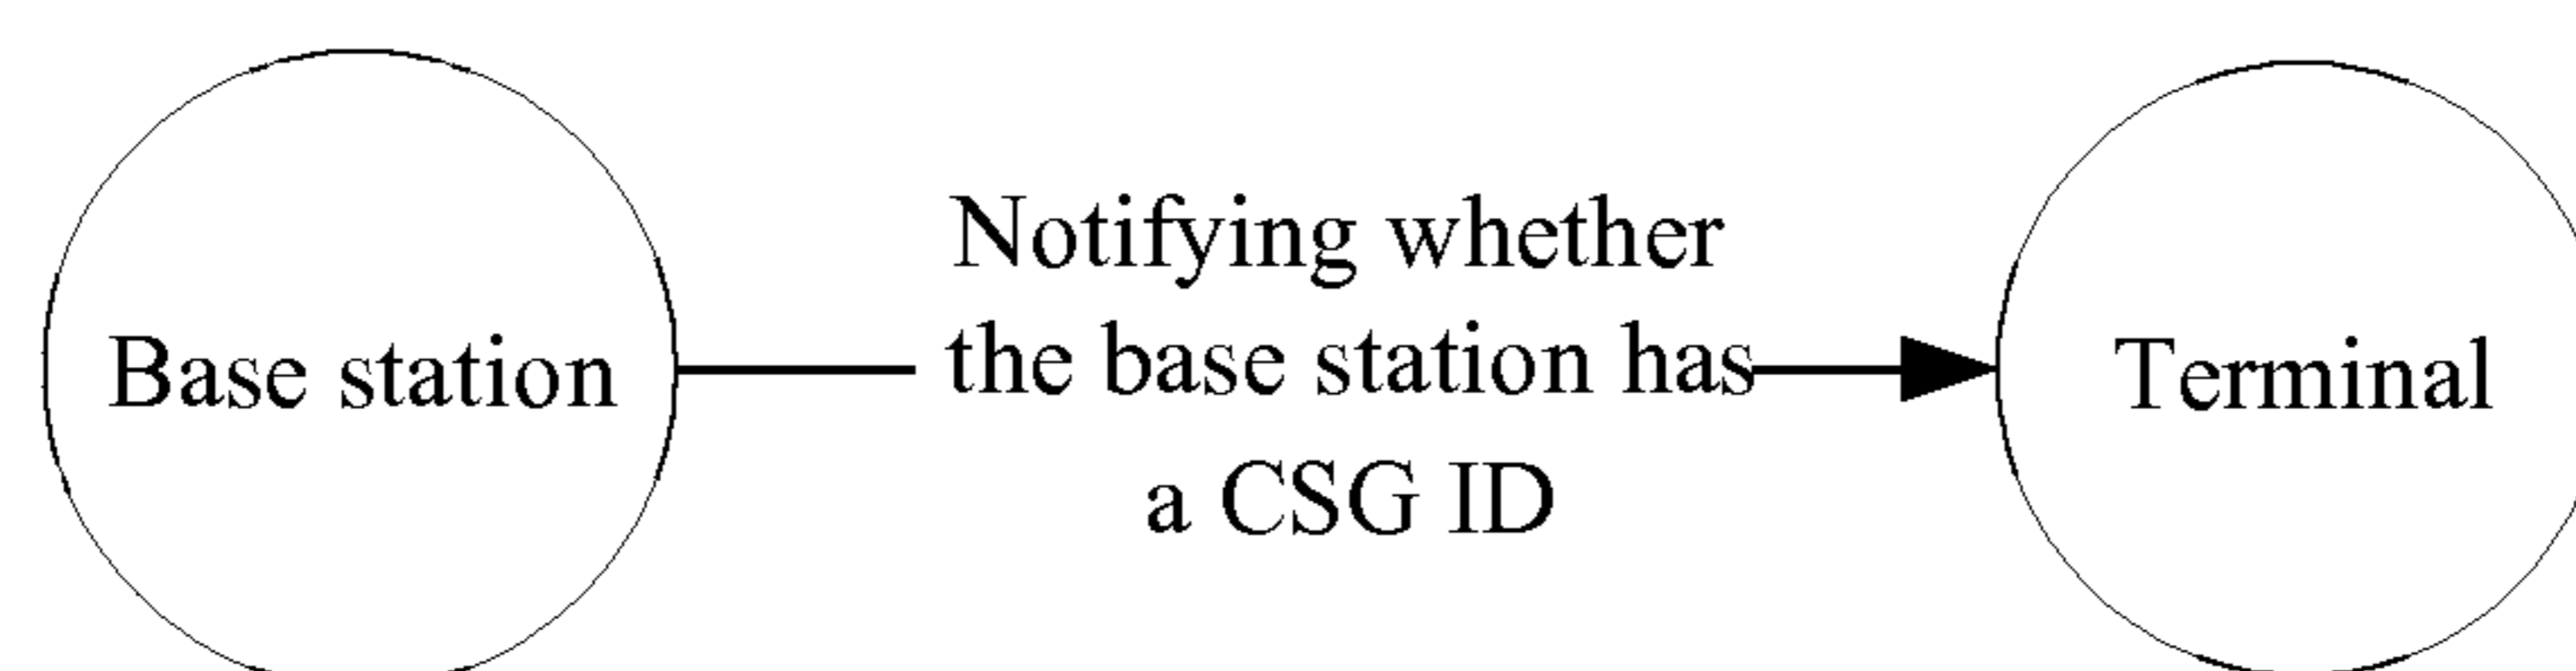 Base station
Notifying whether
the base station has
a CSG ID
Terminal